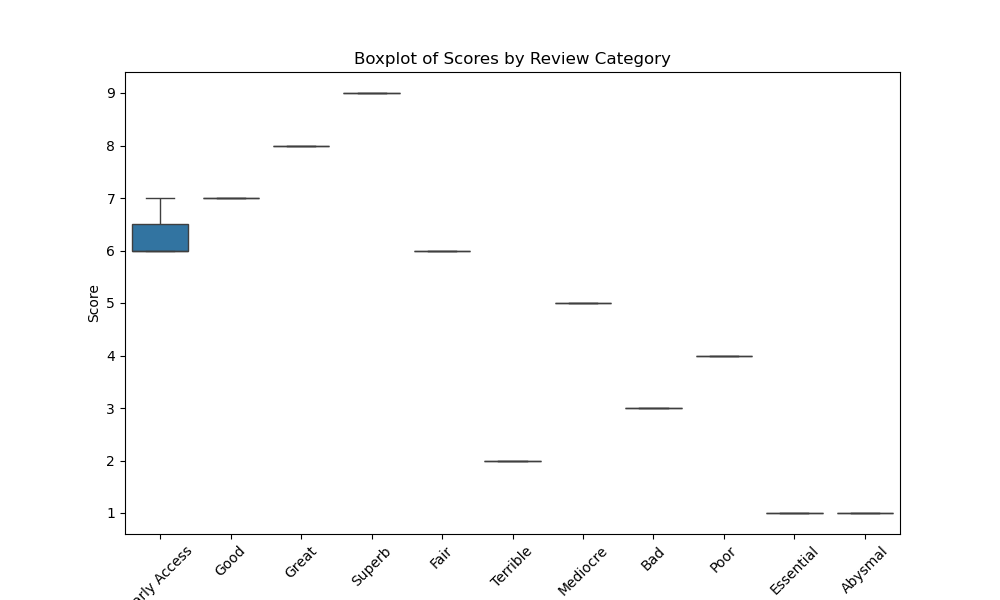 Boxplot of Scores by Review Category
9
8
7
6
5
4
3
2
1
Score
arly Access
Good
Great
Superb
Fair
Terrible
Mediocre
Bad
Poor
Essential
Abysmal